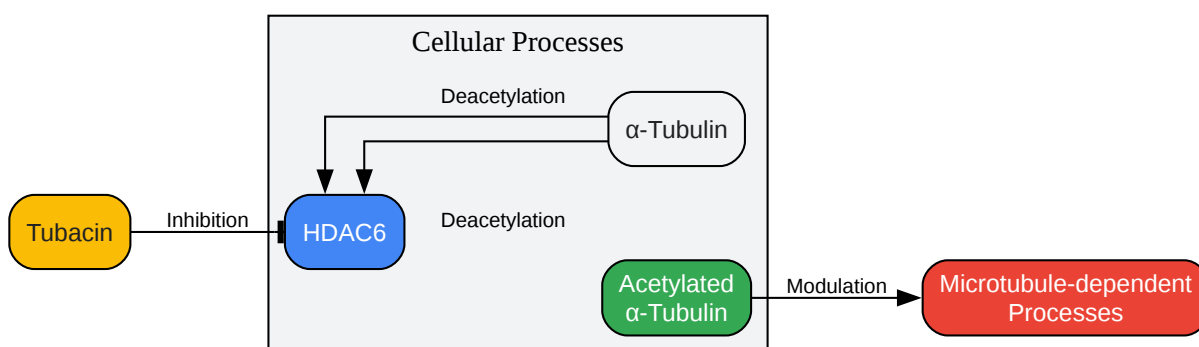 Cellular Processes
Deacetylation
α-Tubulin
Tubacin
Inhibition
HDAC6
Deacetylation
Acetylated
α-Tubulin
Modulation
Microtubule-dependent
Processes